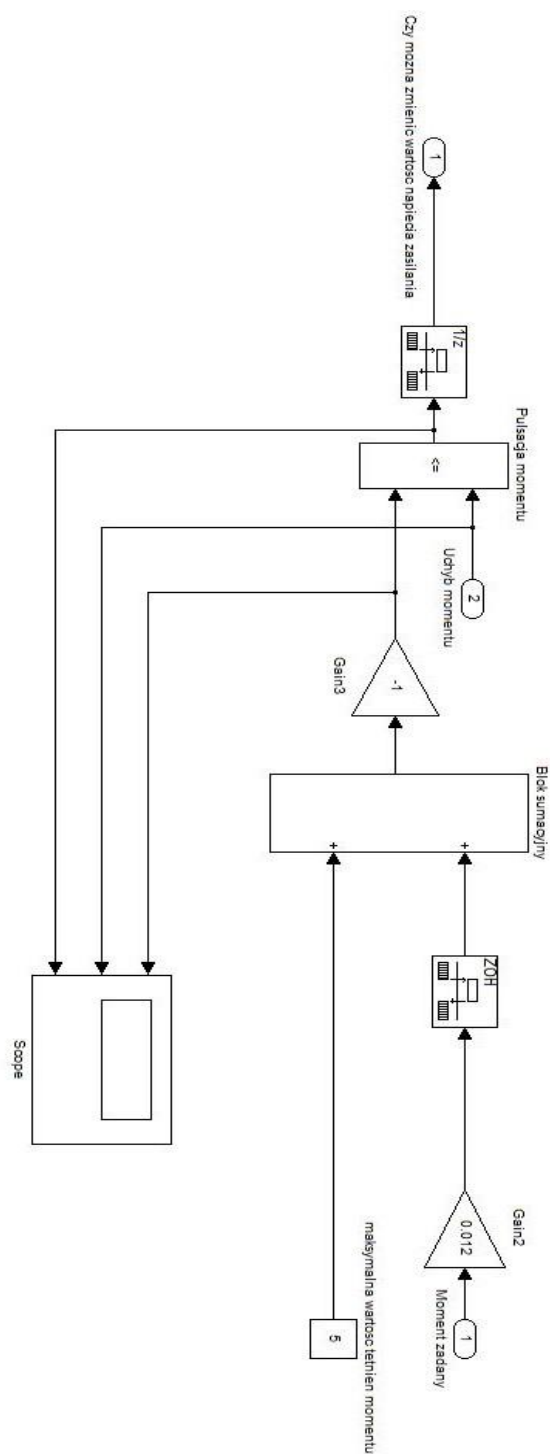 Blok sumacyjny
Pulsacja momentu
Gain2
ZOH
2
+
0.012
1
1/z
Uchyb momentu
Moment zadany
1
<=
-1
Gain3
+
maksymalna wartosc tetnien momentu
5
Czy mozna zmienic wartosc napiecia zasilania
Scope